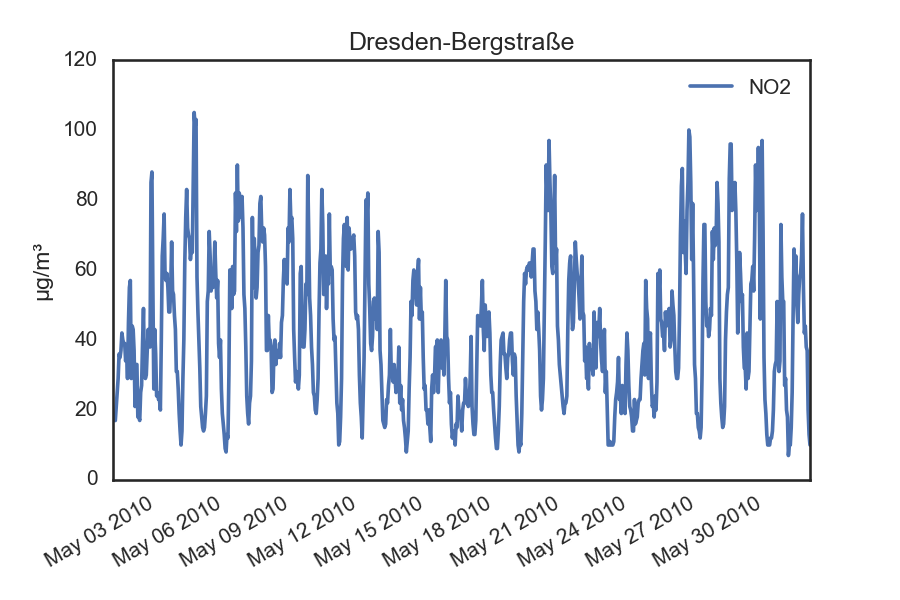 Dresden-Bergstraße
120
100
80
60
40
20
0
µg/m³
NO2
May 03 2010
May 06 2010
May 09 2010
May 12 2010
May 15 2010
May 18 2010
May 21 2010
May 24 2010
May 27 2010
May 30 2010